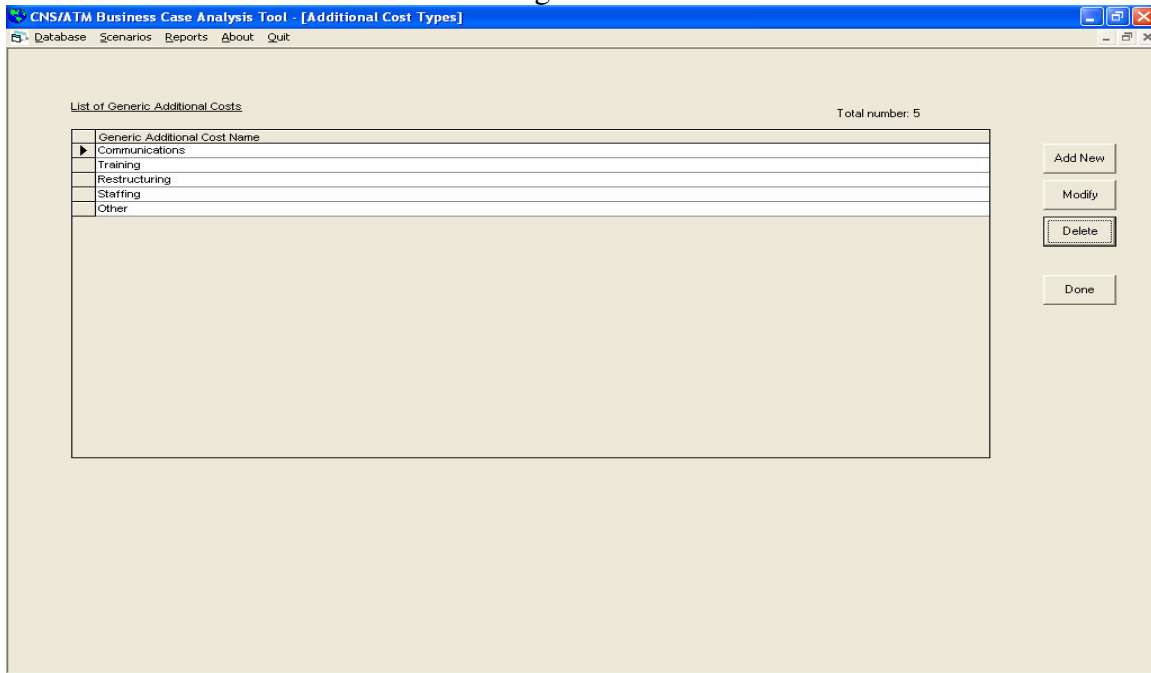 CNS/ATM Business Case Analysis Tool - [Additional Cost Types]
Database Scenarios Reports About Quit
List of Generic Additional Costs
Total number: 5
Generic Additional Cost Name
Communications
Training
Restructuring
Staffing
Other
Add New
Modify
Delete
Done